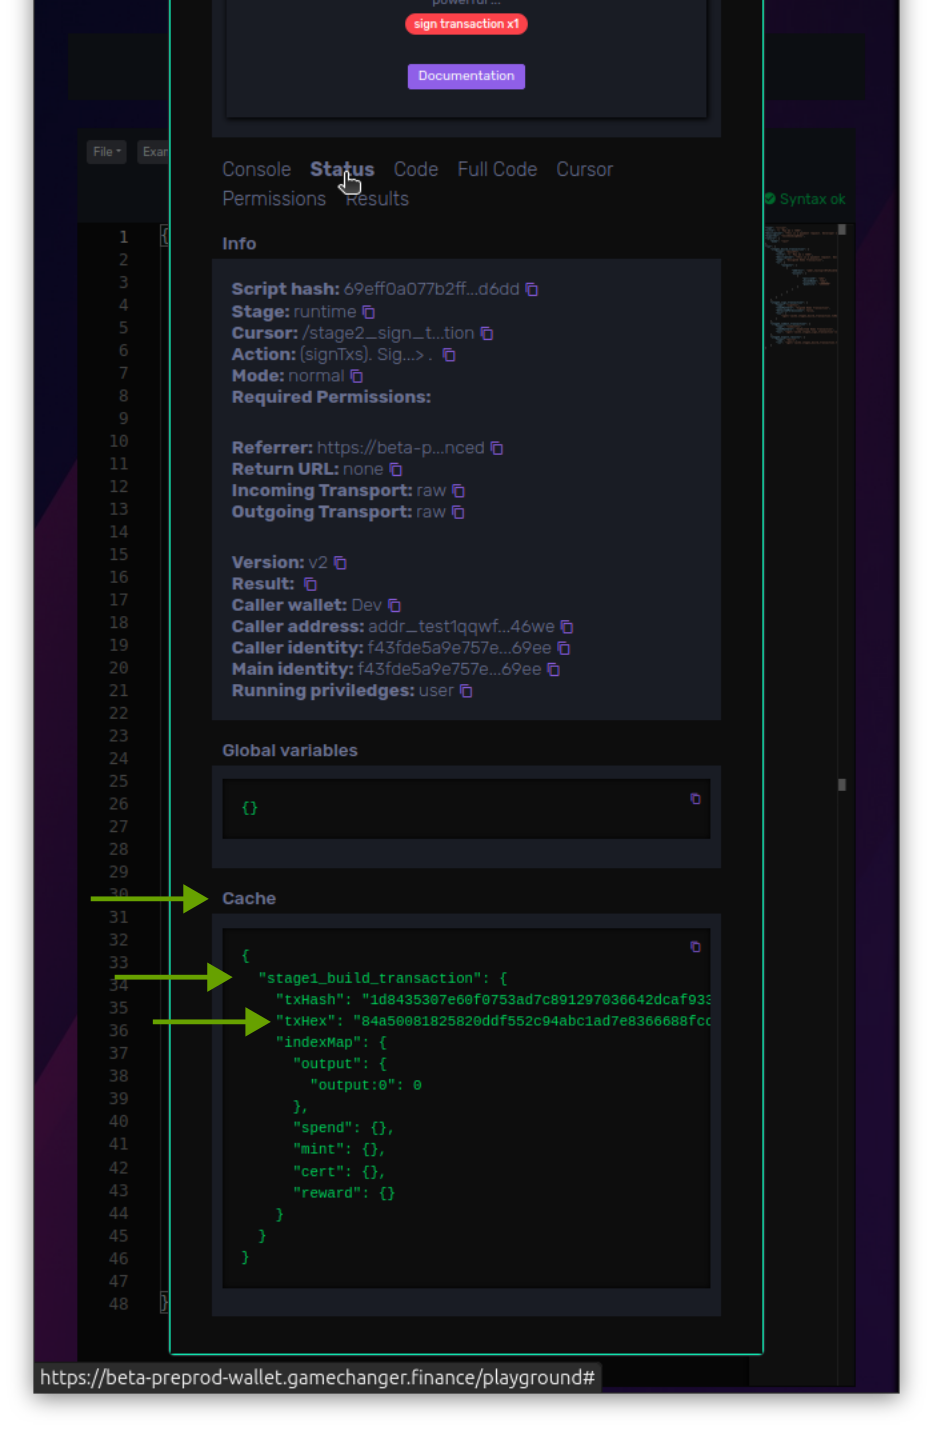 powerful...
sign transaction x1
Documentation
File
Exar
Console Status Code Full Code Cursor
Permissions Results
Syntax ok
Info
Script hash: 69eff0a077b2ff...d6dd
Stage: runtime
Cursor: /stage2_sign_t...tion
Action: (signTxs). Sig...> .
Mode: normal
Required Permissions:
Referrer: https://beta-p...nced
Return URL: none
Incoming Transport: raw
Outgoing Transport: raw
Version: v2
Result:
Caller wallet: Dev
Caller address: addr_test1qqwf...46we
Caller identity: f43fde5a9e757e...69ee
Main identity: f43fde5a9e757e...69ee
Running priviledges: user
Global variables
{}
Cache
{
"stage1_build_transaction": {
"txHash": "1d8435307e60f0753ad7c891297036642dcaf933
"txHex": "84a50081825820ddf552c94abc1ad7e8366688fcc
"indexMap": {
"output": {
"output:0": 0
},
"spend": {},
"mint": {},
"cert": {},
"reward": {}
}
}
}
1 {
2
3
4
5
6
7
8
9
10
11
12
13
14
15
16
17
18
19
20
21
22
23
24
25
26
27
28
29
30
31
32
33
34
35
36
37
38
39
40
41
42
43
44
45
46
47
48 }
https://beta-preprod-wallet.gamechanger.finance/playground#